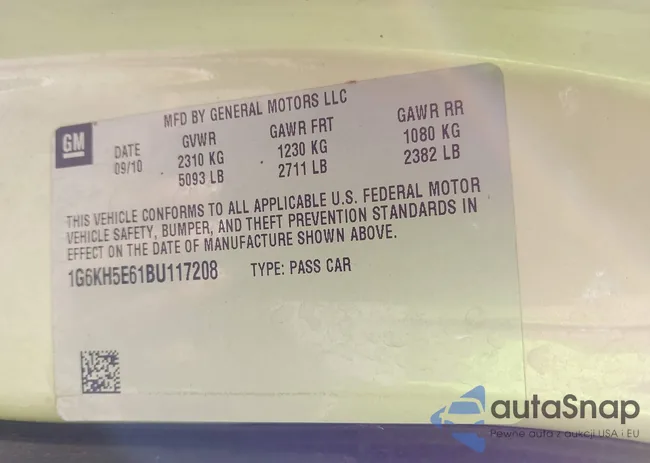 MFD BY GENERAL MOTORS LLC
GM
DATE GVWR GAWR FRT GAWR RR
09/10 2310 KG 1230 KG 1080 KG
5093 LB 2711 LB 2382 LB
THIS VEHICLE CONFORMS TO ALL APPLICABLE U.S. FEDERAL MOTOR
VEHICLE SAFETY, BUMPER, AND THEFT PREVENTION STANDARDS IN
EFFECT ON THE DATE OF MANUFACTURE SHOWN ABOVE.
1G6KH5E61BU117208 TYPE: PASS CAR
autaSnap
Pewne auta z aukcji USA i EU